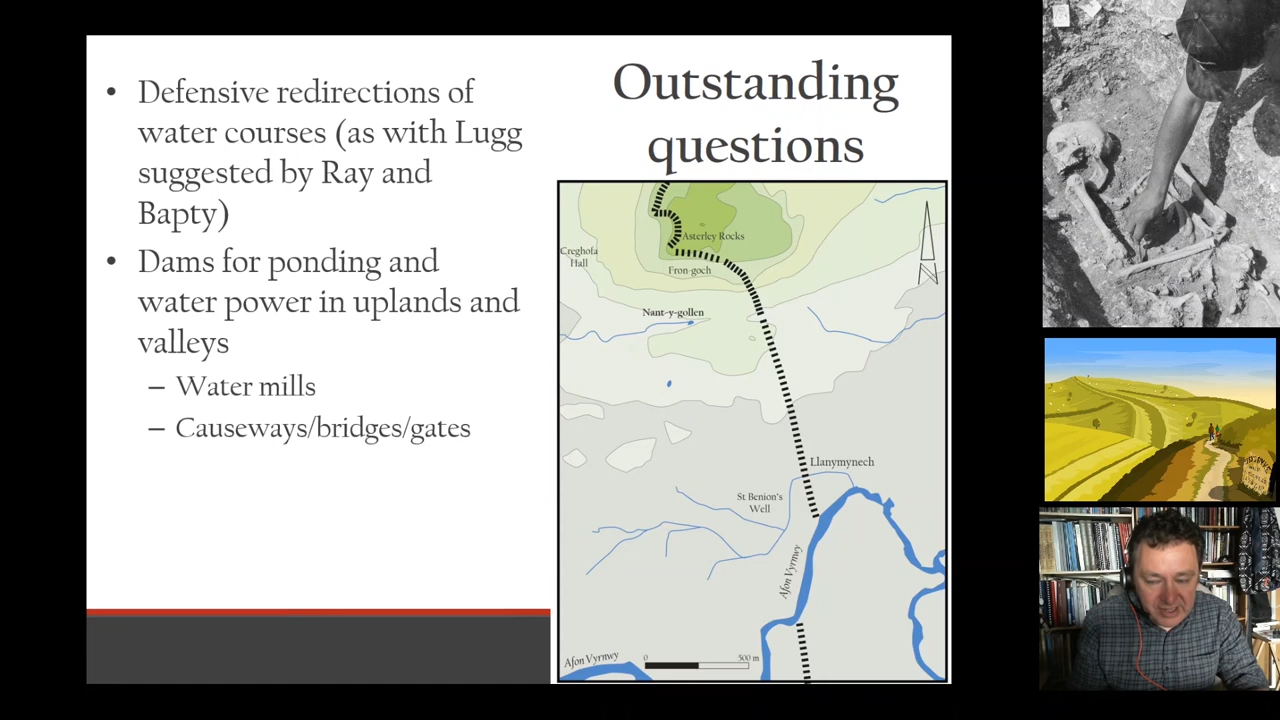 Outstanding
questions
• Defensive redirections of
water courses (as with Lugg
suggested by Ray and
Bapty)
• Dams for ponding and
water power in uplands and
valleys
– Water mills
– Causeways/bridges/gates
Asterley Rocks
Creghofa
Hall
Fron-goch
N
Nant-y-gollen
Llanymynech
St Benion's
Well
Afon Vyrnwy
Afon Vyrnwy
0 500 m